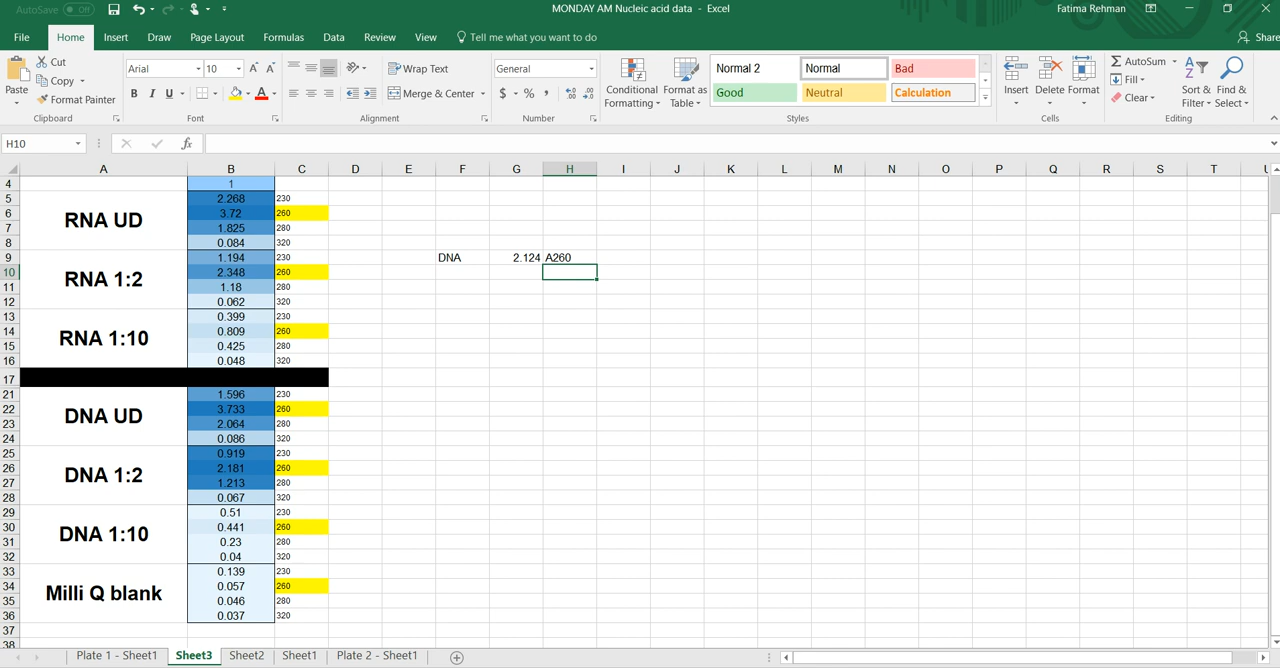 AutoSave Off MONDAY AM Nucleic acid data - Excel Fatima Rehman
File Home Insert Draw Page Layout Formulas Data Review View Tell me what you want to do Share
Paste Cut Copy Format Painter Clipboard
Arial 10 A A B I U A Font
Wrap Text Merge & Center Alignment
General $ % , Number
Conditional Formatting Format as Table Normal 2 Normal Bad Good Neutral Calculation Styles
Insert Delete Format Cells
AutoSum Fill Clear Sort & Filter Find & Select Editing
H10 fx
A B C D E F G H I J K L M N O P Q R S T
4 1
5 2.268 230
6 RNA UD 3.72 260
7 1.825 280
8 0.084 320
9 1.194 230 DNA 2.124 A260
10 RNA 1:2 2.348 260
11 1.18 280
12 0.062 320
13 0.399 230
14 RNA 1:10 0.809 260
15 0.425 280
16 0.048 320
17
21 1.596 230
22 DNA UD 3.733 260
23 2.064 280
24 0.086 320
25 0.919 230
26 DNA 1:2 2.181 260
27 1.213 280
28 0.067 320
29 0.51 230
30 DNA 1:10 0.441 260
31 0.23 280
32 0.04 320
33 0.139 230
34 Milli Q blank 0.057 260
35 0.046 280
36 0.037 320
37
38
Plate 1 - Sheet1 Sheet3 Sheet2 Sheet1 Plate 2 - Sheet1